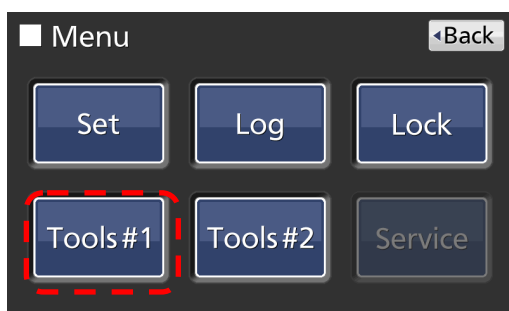 Menu
Back
Set
Log
Lock
Tools #1
Tools #2
Service